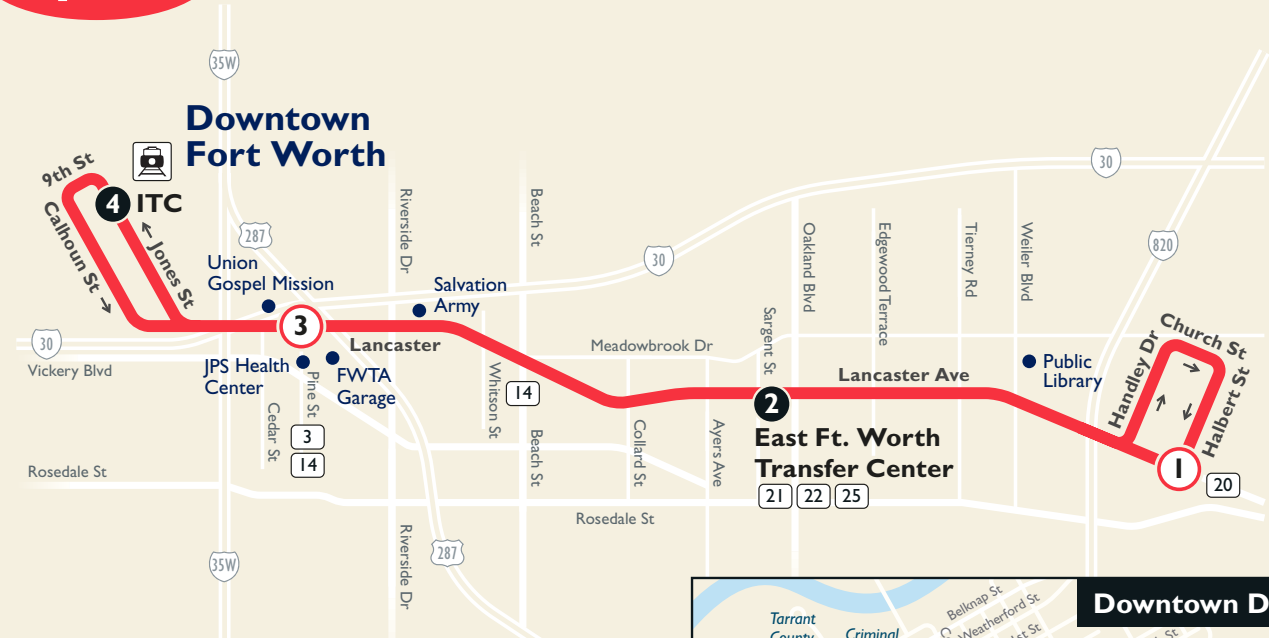 35W
Downtown
Fort Worth
9th St
4
ITC
Calhoun St
Jones St
287
Union
Gospel Mission
Riverside Dr
Salvation
Army
Beach St
30
Oakland Blvd
Edgewood Terrace
Tierney Rd
Weiler Blvd
30
820
30
Vickery Blvd
3
Lancaster
JPS Health
Center
FWTA
Garage
Pine St
Cedar St
3
14
Whitson St
14
Meadowbrook Dr
Sargent St
Lancaster Ave
Public
Library
Handley Dr
Church St
Halbert St
2
East Ft. Worth
Transfer Center
21
22
25
1
20
Rosedale St
Beach St
Collard St
Ayers Ave
Rosedale St
35W
Riverside Dr
287
Tarrant
County
Criminal
Belknap St
Weatherford St
Downtown D